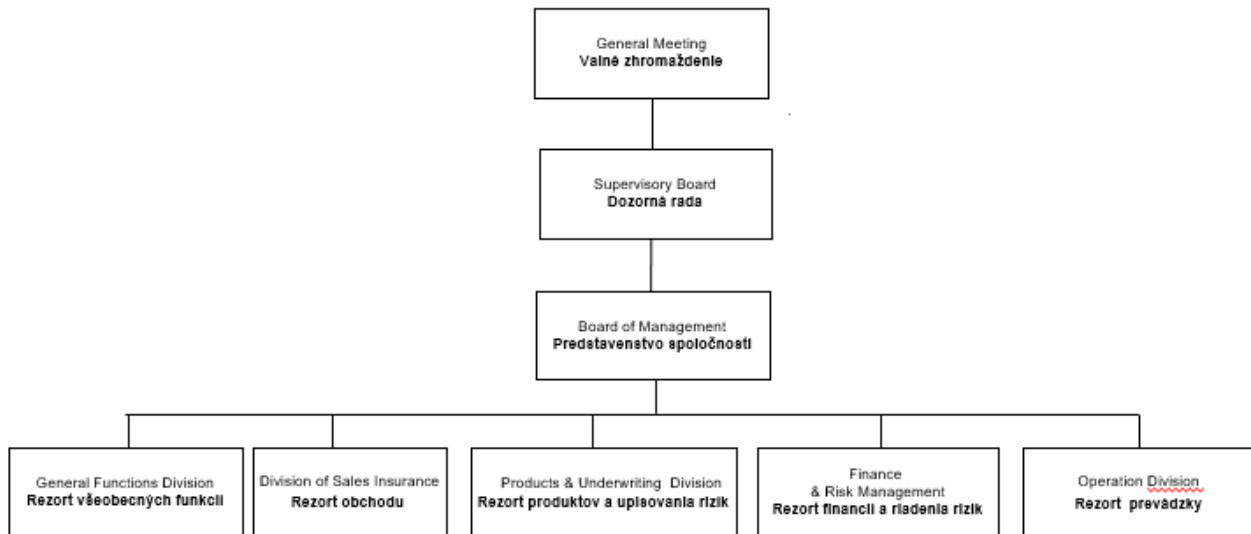 General Meeting
Valné zhromaždenie
Supervisory Board
Dozorná rada
Board of Management
Predstavenstvo spoločnosti
General Functions Division
Rezort všeobecných funkcií
Division of Sales Insurance
Rezort obchodu
Products & Underwriting Division
Rezort produktov a upisovania rizík
Finance
& Risk Management
Rezort financií a riadenia rizík
Operation Division
Rezort prevádzky